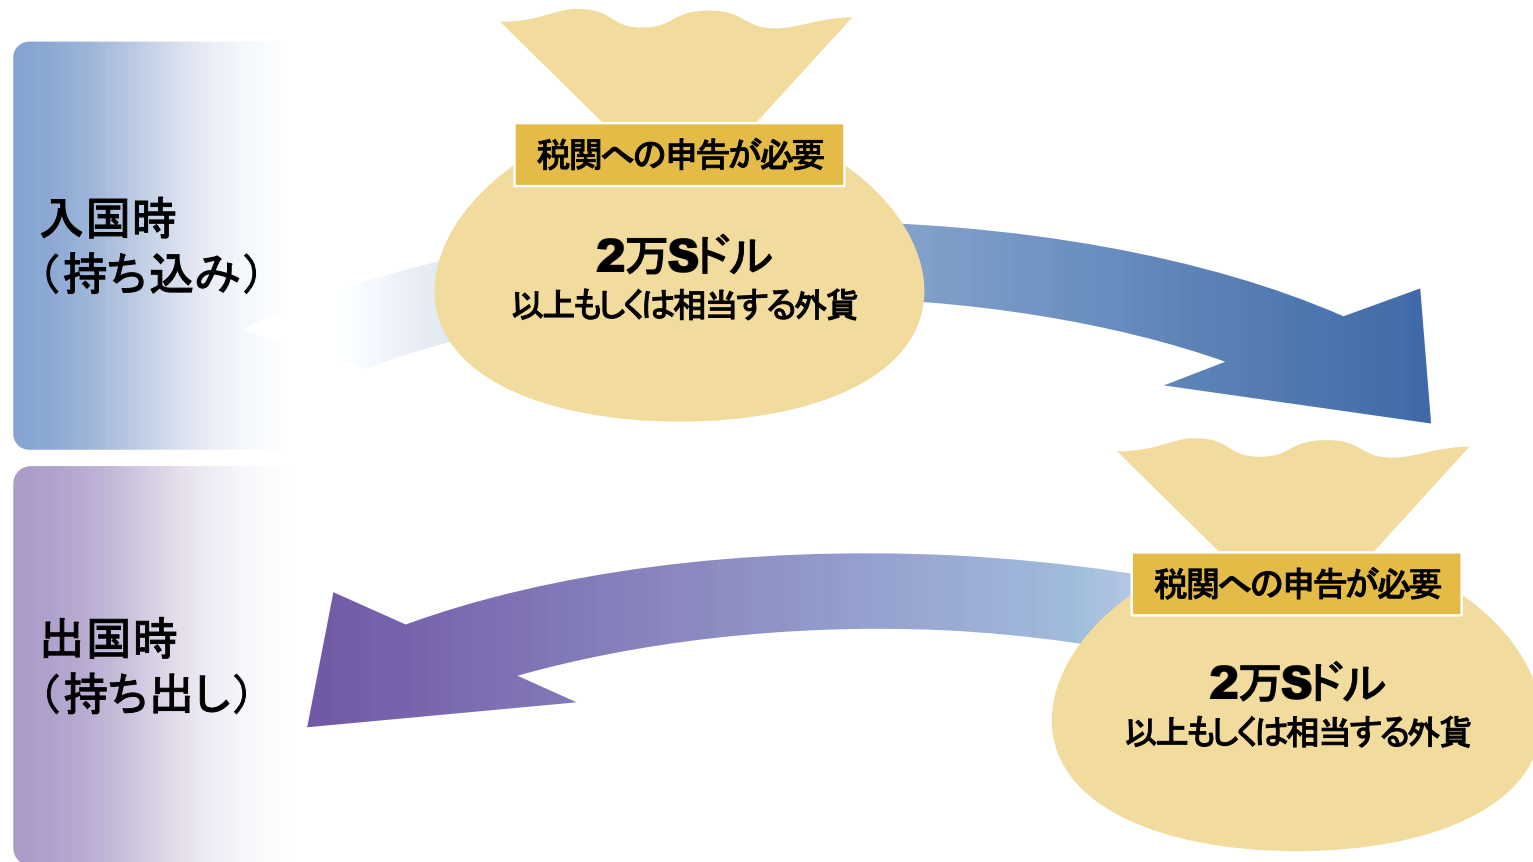 入国時
（持ち込み）
税関への申告が必要
2万Sドル
以上もしくは相当する外貨
出国時
（持ち出し）
税関への申告が必要
2万Sドル
以上もしくは相当する外貨